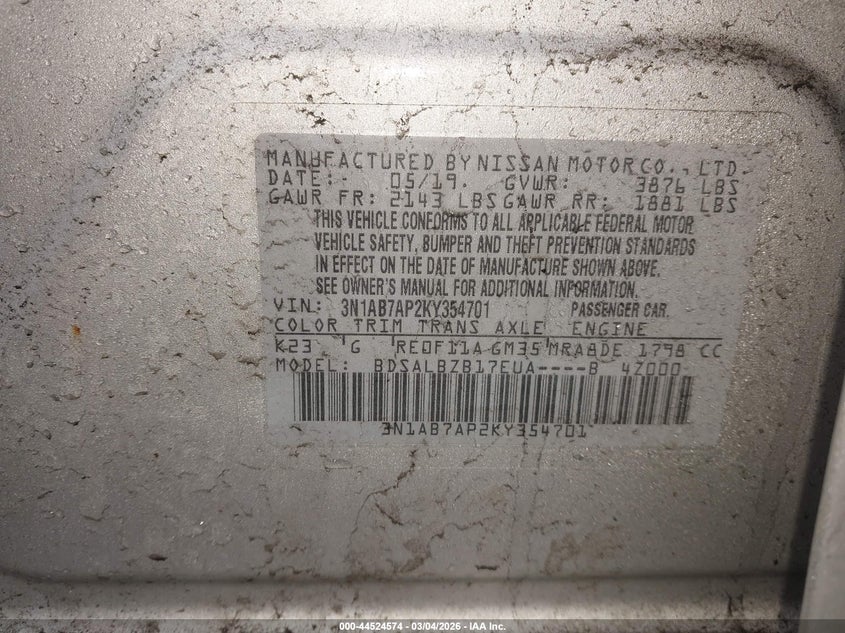 MANUFACTURED BY NISSAN MOTOR CO., LTD.
DATE:- 05/19. GVWR: 3876 LBS
GAWR FR: 2143 LBS GAWR RR: 1881 LBS
THIS VEHICLE CONFORMS TO ALL APPLICABLE FEDERAL MOTOR
VEHICLE SAFETY, BUMPER AND THEFT PREVENTION STANDARDS
IN EFFECT ON THE DATE OF MANUFACTURE SHOWN ABOVE.
SEE OWNER'S MANUAL FOR ADDITIONAL INFORMATION.
VIN: 3N1AB7AP2KY354701 PASSENGER CAR.
COLOR TRIM TRANS AXLE ENGINE
K23 G RE0F11A GM35 MRA8DE 1798 CC
MODEL: BDSALBZB17EUA----B 4Z000-
3N1AB7AP2KY354701
000-44524574 | 03/04/2026 - IAA Inc.